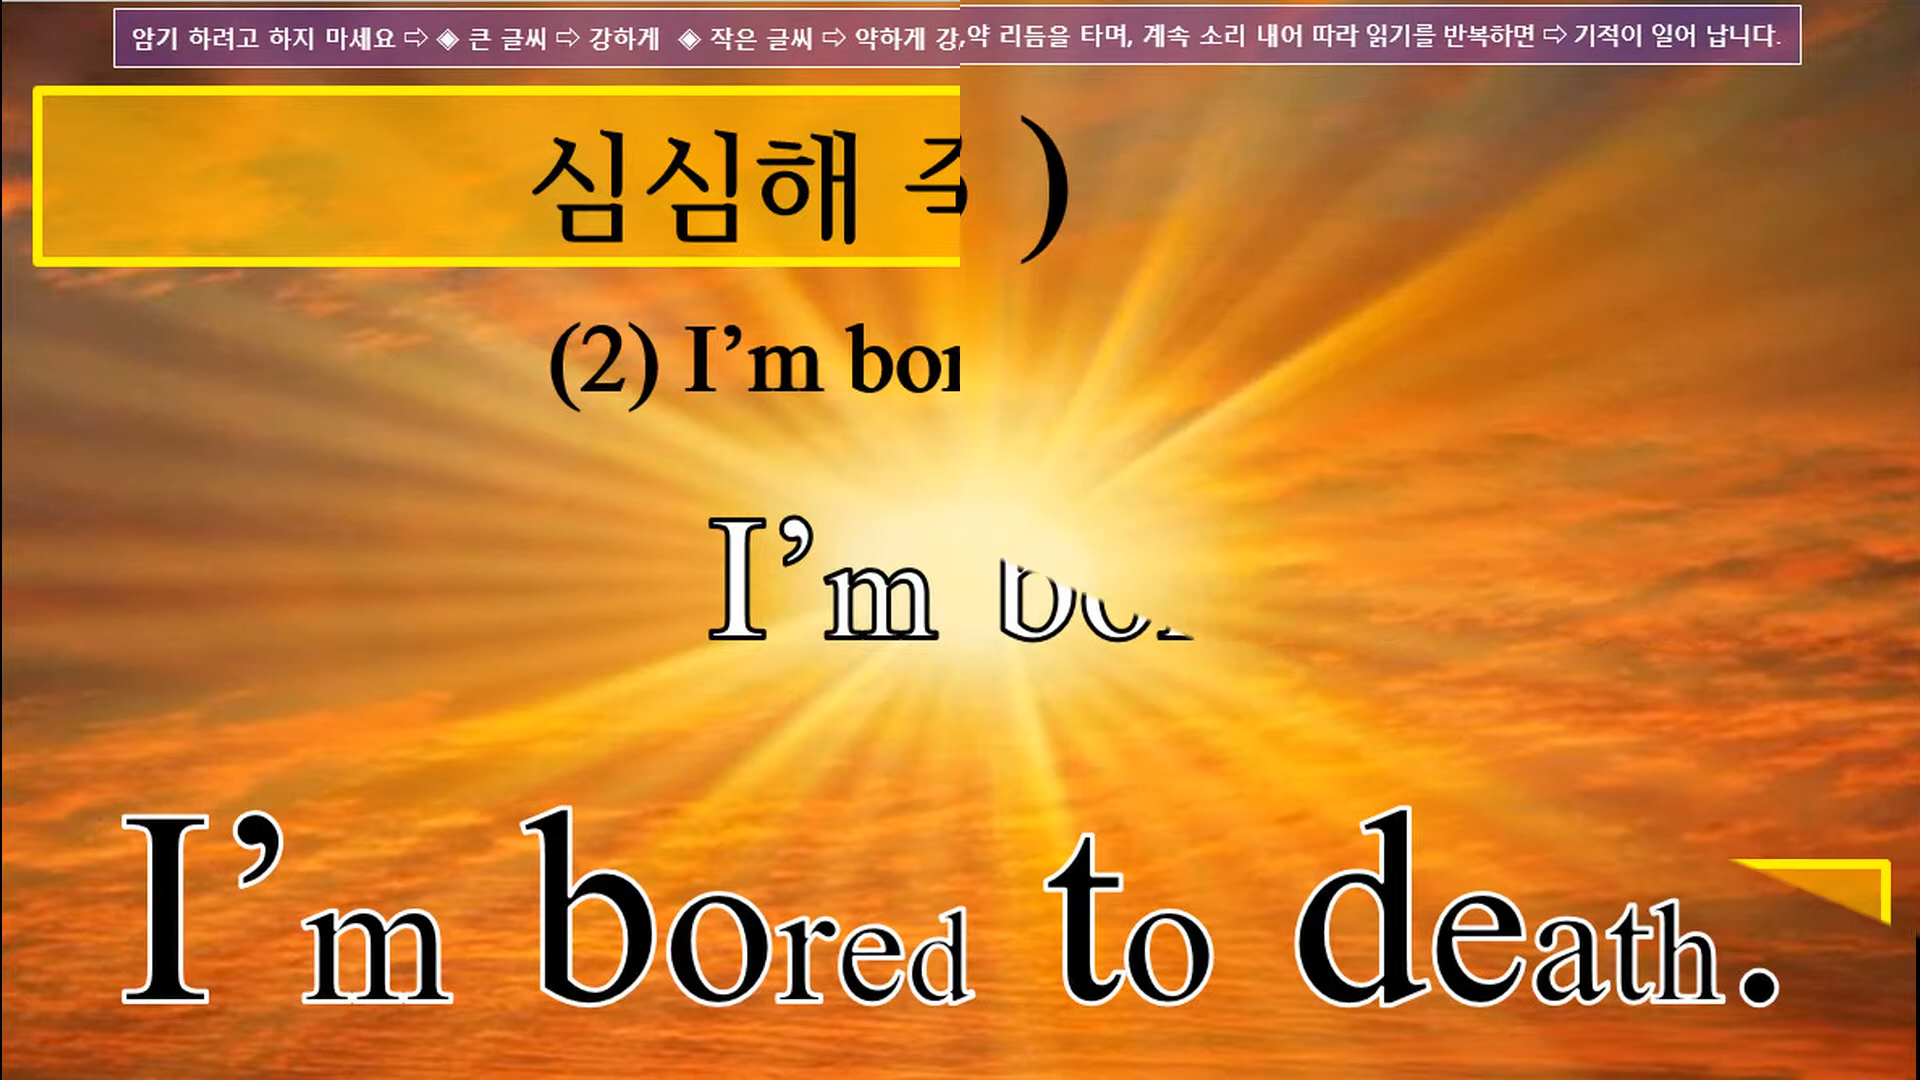 암기 하려고 하지 마세요 ⇨ ◈ 큰 글씨 ⇨ 강하게 ◈ 작은 글씨 ⇨ 약하게 강,약 리듬을 타며, 계속 소리 내어 따라 읽기를 반복하면 ⇨ 기적이 일어 납니다.
심심해 )
(2) I’m
I’m
I’m bored to death.